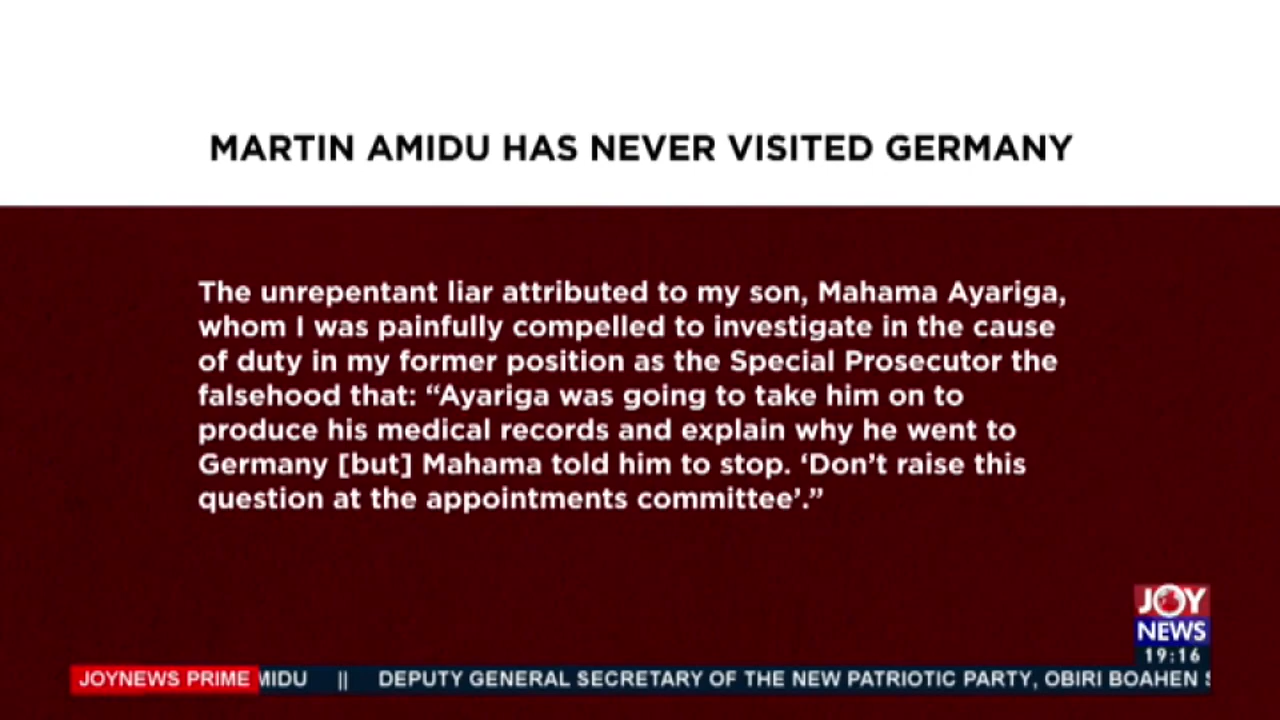 MARTIN AMIDU HAS NEVER VISITED GERMANY
The unrepentant liar attributed to my son, Mahama Ayariga,
whom I was painfully compelled to investigate in the cause
of duty in my former position as the Special Prosecutor the
falsehood that: “Ayariga was going to take him on to
produce his medical records and explain why he went to
Germany [but] Mahama told him to stop. ‘Don’t raise this
question at the appointments committee’.”
JOY
NEWS
19:16
JOYNEWS PRIME MIDU || DEPUTY GENERAL SECRETARY OF THE NEW PATRIOTIC PARTY, OBIRI BOAHEN